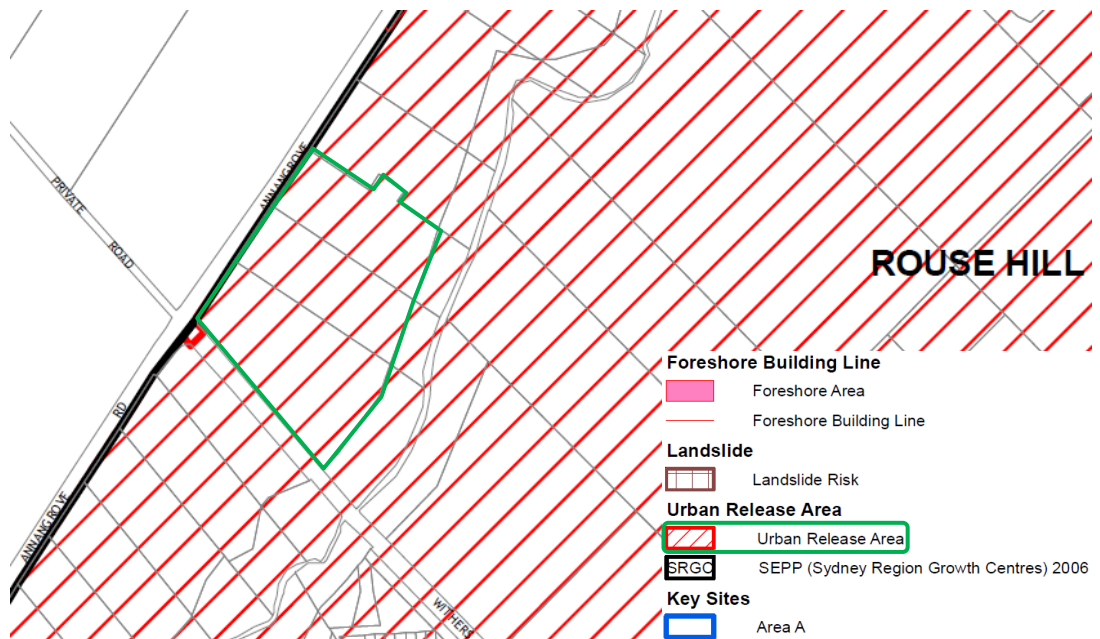 ANNANGROVE
PRIVATE
ROAD
ROUSE HILL
RD
ANNANGROVE
WITHERS
Foreshore Building Line
Foreshore Area
Foreshore Building Line
Landslide
Landslide Risk
Urban Release Area
Urban Release Area
SRGC SEPP (Sydney Region Growth Centres) 2006
Key Sites
Area A